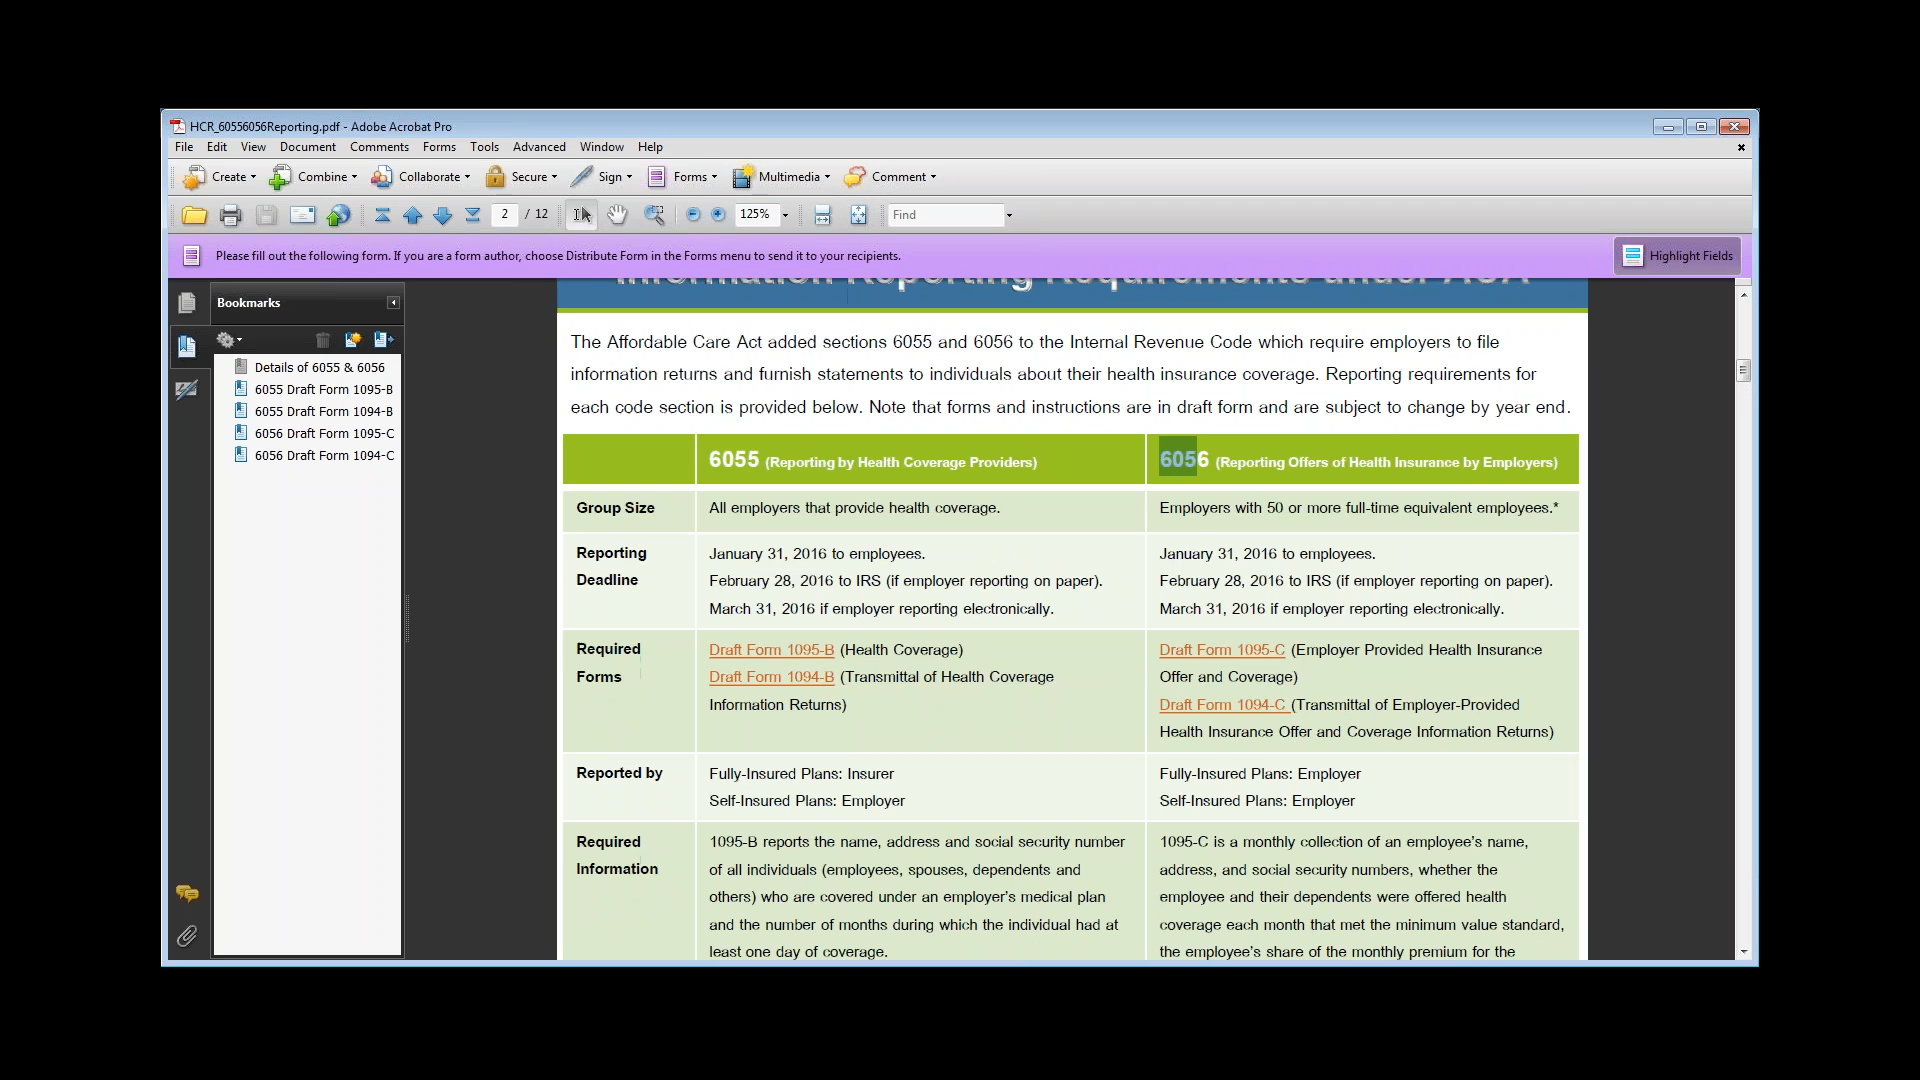 HCR_60556056Reporting.pdf - Adobe Acrobat Pro
File Edit View Document Comments Forms Tools Advanced Window Help
Create Combine Collaborate Secure Sign Forms Multimedia Comment
2 / 12 125% Find
Please fill out the following form. If you are a form author, choose Distribute Form in the Forms menu to send it to your recipients.
Highlight Fields
Bookmarks
Details of 6055 & 6056
6055 Draft Form 1095-B
6055 Draft Form 1094-B
6056 Draft Form 1095-C
6056 Draft Form 1094-C
Information Reporting Requirements under ACA
The Affordable Care Act added sections 6055 and 6056 to the Internal Revenue Code which require employers to file
information returns and furnish statements to individuals about their health insurance coverage. Reporting requirements for
each code section is provided below. Note that forms and instructions are in draft form and are subject to change by year end.
6055 (Reporting by Health Coverage Providers)
6056 (Reporting Offers of Health Insurance by Employers)
Group Size
All employers that provide health coverage.
Employers with 50 or more full-time equivalent employees.*
Reporting
Deadline
January 31, 2016 to employees.
February 28, 2016 to IRS (if employer reporting on paper).
March 31, 2016 if employer reporting electronically.
January 31, 2016 to employees.
February 28, 2016 to IRS (if employer reporting on paper).
March 31, 2016 if employer reporting electronically.
Required
Forms
Draft Form 1095-B (Health Coverage)
Draft Form 1094-B (Transmittal of Health Coverage
Information Returns)
Draft Form 1095-C (Employer Provided Health Insurance
Offer and Coverage)
Draft Form 1094-C (Transmittal of Employer-Provided
Health Insurance Offer and Coverage Information Returns)
Reported by
Fully-Insured Plans: Insurer
Self-Insured Plans: Employer
Fully-Insured Plans: Employer
Self-Insured Plans: Employer
Required
Information
1095-B reports the name, address and social security number
of all individuals (employees, spouses, dependents and
others) who are covered under an employer's medical plan
and the number of months during which the individual had at
least one day of coverage.
1095-C is a monthly collection of an employee's name,
address, and social security numbers, whether the
employee and their dependents were offered health
coverage each month that met the minimum value standard,
the employee's share of the monthly premium for the